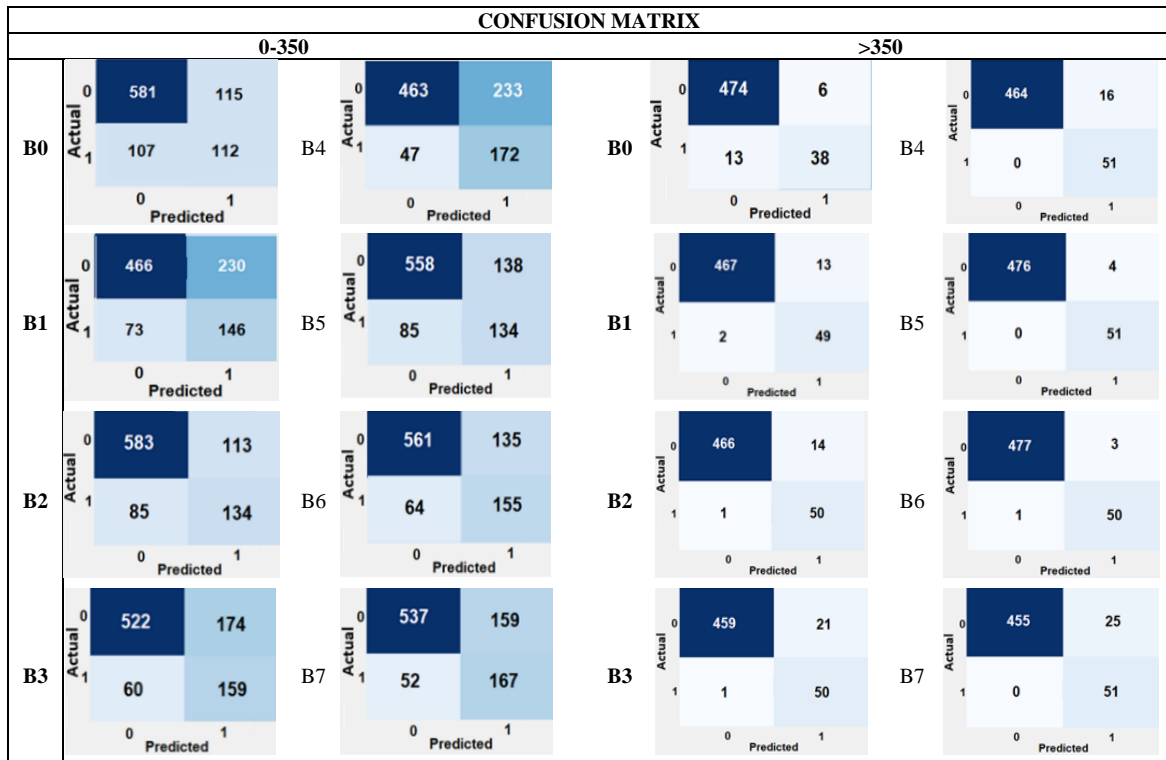 CONFUSION MATRIX
0-350 >350
B0
Actual
0 581 115
1 107 112
0 1
Predicted
B4
Actual
0 463 233
1 47 172
0 1
Predicted
B0
Actual
0 474 6
1 13 38
0 1
Predicted
B4
Actual
0 464 16
1 0 51
0 1
Predicted
B1
Actual
0 466 230
1 73 146
0 1
Predicted
B5
Actual
0 558 138
1 85 134
0 1
Predicted
B1
Actual
0 467 13
1 2 49
0 1
Predicted
B5
Actual
0 476 4
1 0 51
0 1
Predicted
B2
Actual
0 583 113
1 85 134
0 1
Predicted
B6
Actual
0 561 135
1 64 155
0 1
Predicted
B2
Actual
0 466 14
1 1 50
0 1
Predicted
B6
Actual
0 477 3
1 1 50
0 1
Predicted
B3
Actual
0 522 174
1 60 159
0 1
Predicted
B7
Actual
0 537 159
1 52 167
0 1
Predicted
B3
Actual
0 459 21
1 1 50
0 1
Predicted
B7
Actual
0 455 25
1 0 51
0 1
Predicted